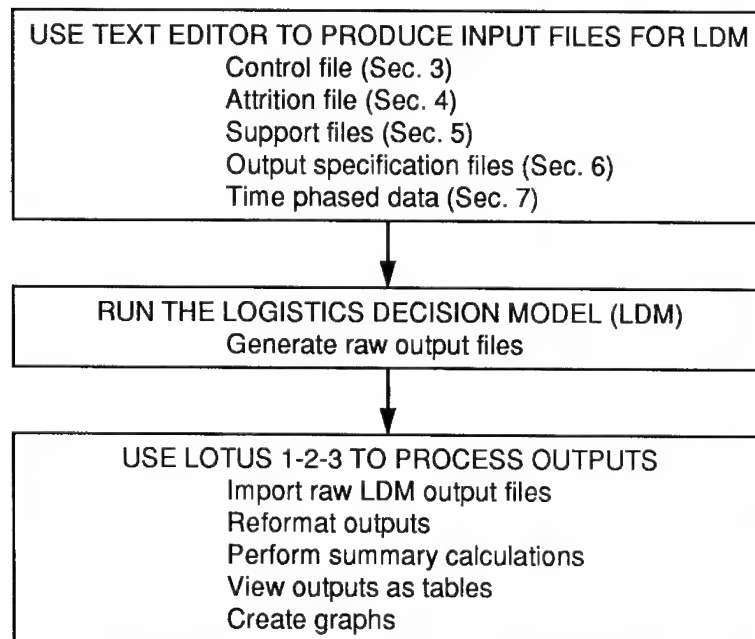 USE TEXT EDITOR TO PRODUCE INPUT FILES FOR LDM
Control file (Sec. 3)
Attrition file (Sec. 4)
Support files (Sec. 5)
Output specification files (Sec. 6)
Time phased data (Sec. 7)
RUN THE LOGISTICS DECISION MODEL (LDM)
Generate raw output files
USE LOTUS 1-2-3 TO PROCESS OUTPUTS
Import raw LDM output files
Reformat outputs
Perform summary calculations
View outputs as tables
Create graphs